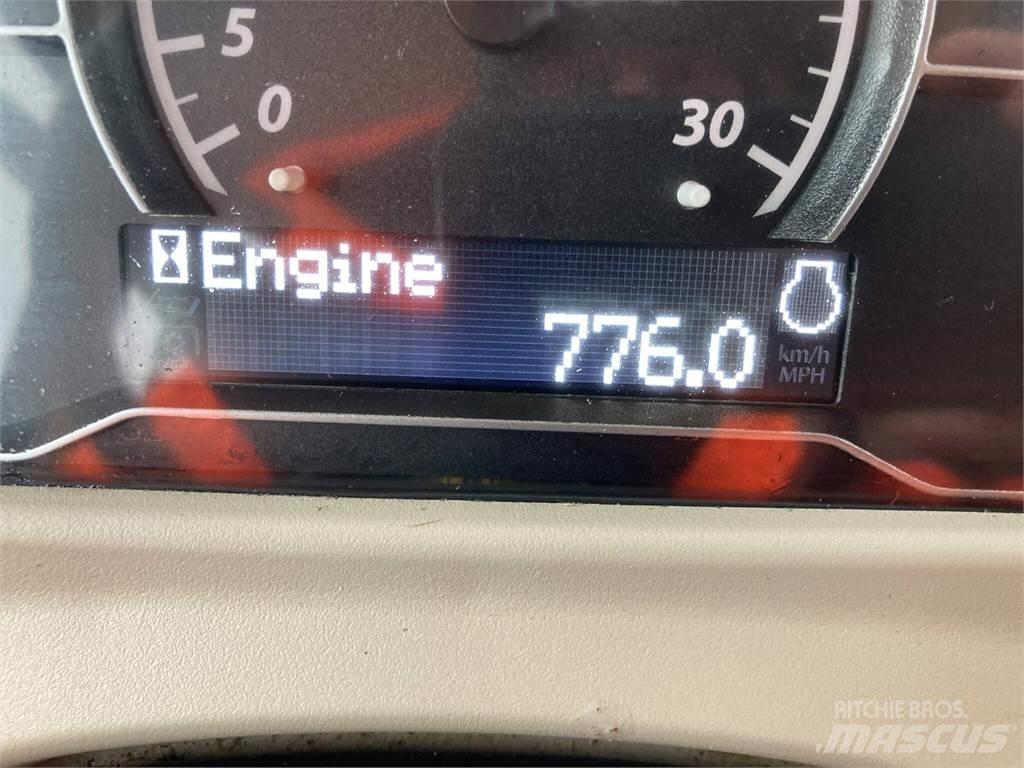 5
0
30
Engine
776.0
km/h
MPH
RITCHIE BROS.
MASCUS